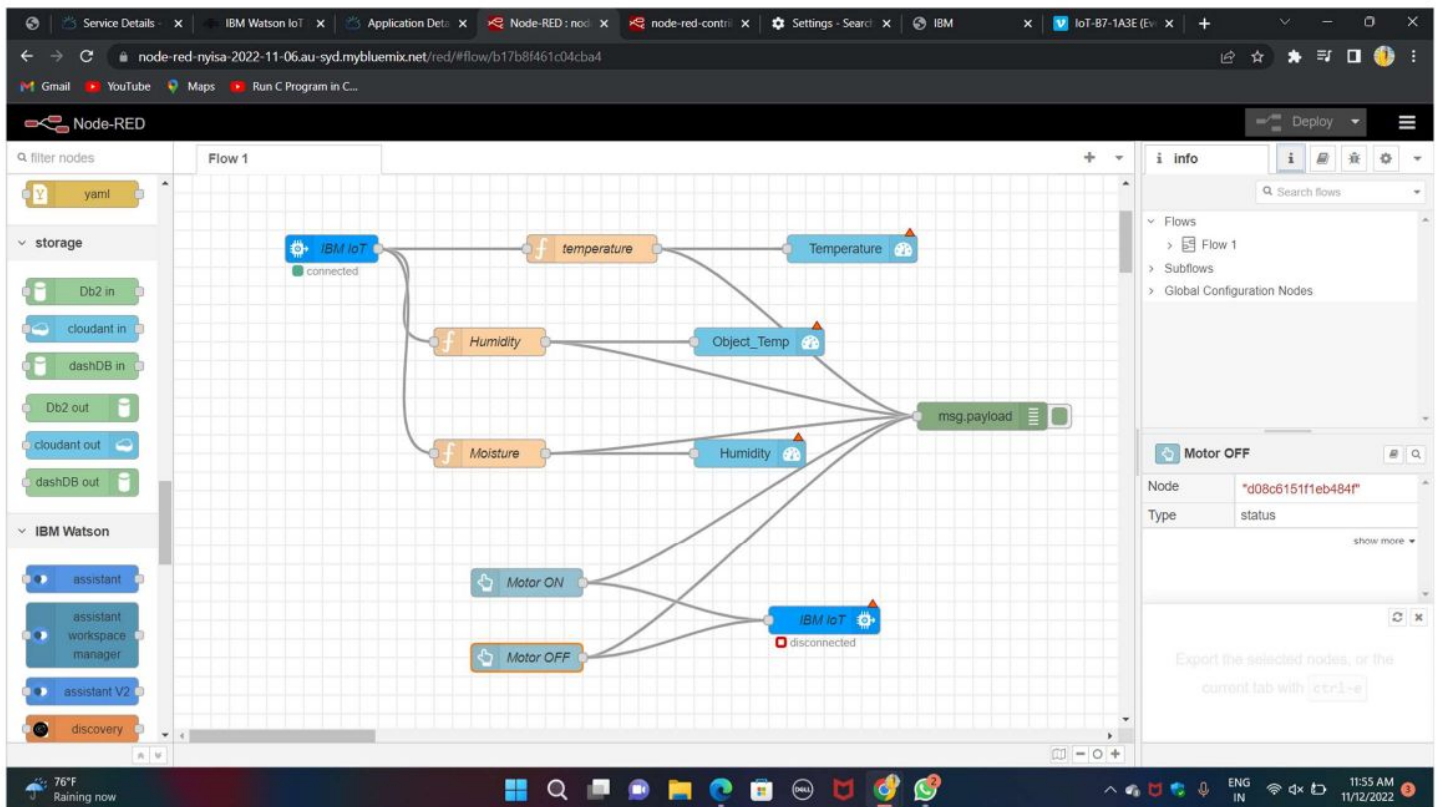 Service Details -
IBM Watson IoT
Application Deta
Node-RED : nod
node-red-contri
Settings - Search
IBM
IoT-B7-1A3E (Ev
node-red-nyisa-2022-11-06.au-syd.mybluemix.net/red/#flow/b17b8f461c04cba4
Gmail
YouTube
Maps
Run C Program in C...
Node-RED
Deploy
filter nodes
Flow 1
i info
i
yaml
Search flows
storage
Flows
Flow 1
Subflows
Global Configuration Nodes
IBM IoT
connected
f temperature
Temperature
Db2 in
cloudant in
dashDB in
Db2 out
cloudant out
dashDB out
f Humidity
Object_Temp
msg.payload
f Moisture
Humidity
Motor OFF
Node "d08c6151f1eb484f"
Type status
show more
IBM Watson
assistant
assistant
workspace
manager
assistant V2
discovery
Motor ON
IBM IoT
disconnected
Motor OFF
Export the selected nodes, or the
current tab with ctrl-e
76°F
Raining now
DELL
2
ENG
IN
11:55 AM
11/12/2022
3